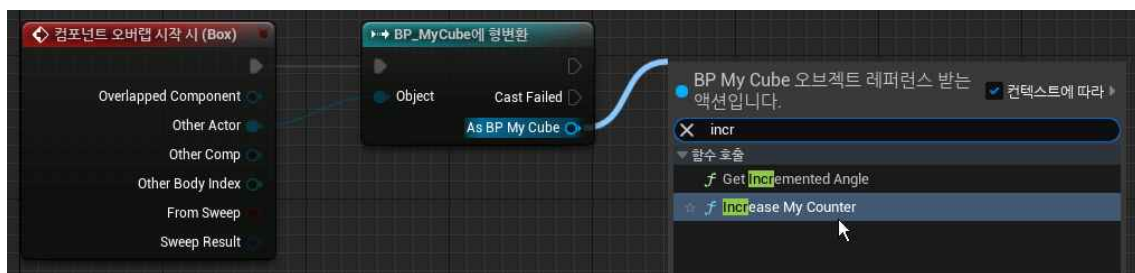 컴포넌트 오버랩 시작 시 (Box)
Overlapped Component
Other Actor
Other Comp
Other Body Index
From Sweep
Sweep Result
BP_MyCube에 형변환
Object
Cast Failed
As BP My Cube
BP My Cube 오브젝트 레퍼런스 받는
액션입니다.
컨텍스트에 따라
incr
함수 호출
f Get Incremented Angle
f Increase My Counter